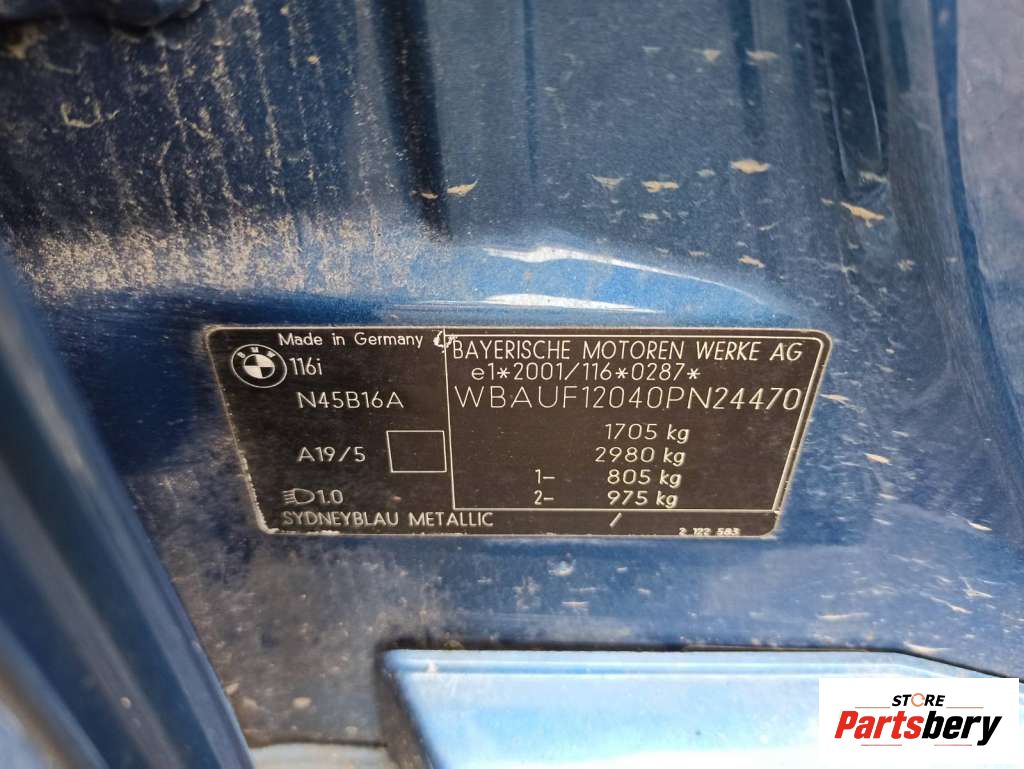 Made in Germany
BMW
116i
N45B16A
A19/5
1.0
SYDNEYBLAU METALLIC
BAYERISCHE MOTOREN WERKE AG
e1*2001/116*0287*
WBAUF12040PN24470
1705 kg
2980 kg
1- 805 kg
2- 975 kg
/
2 122 583
STORE
Partsbery